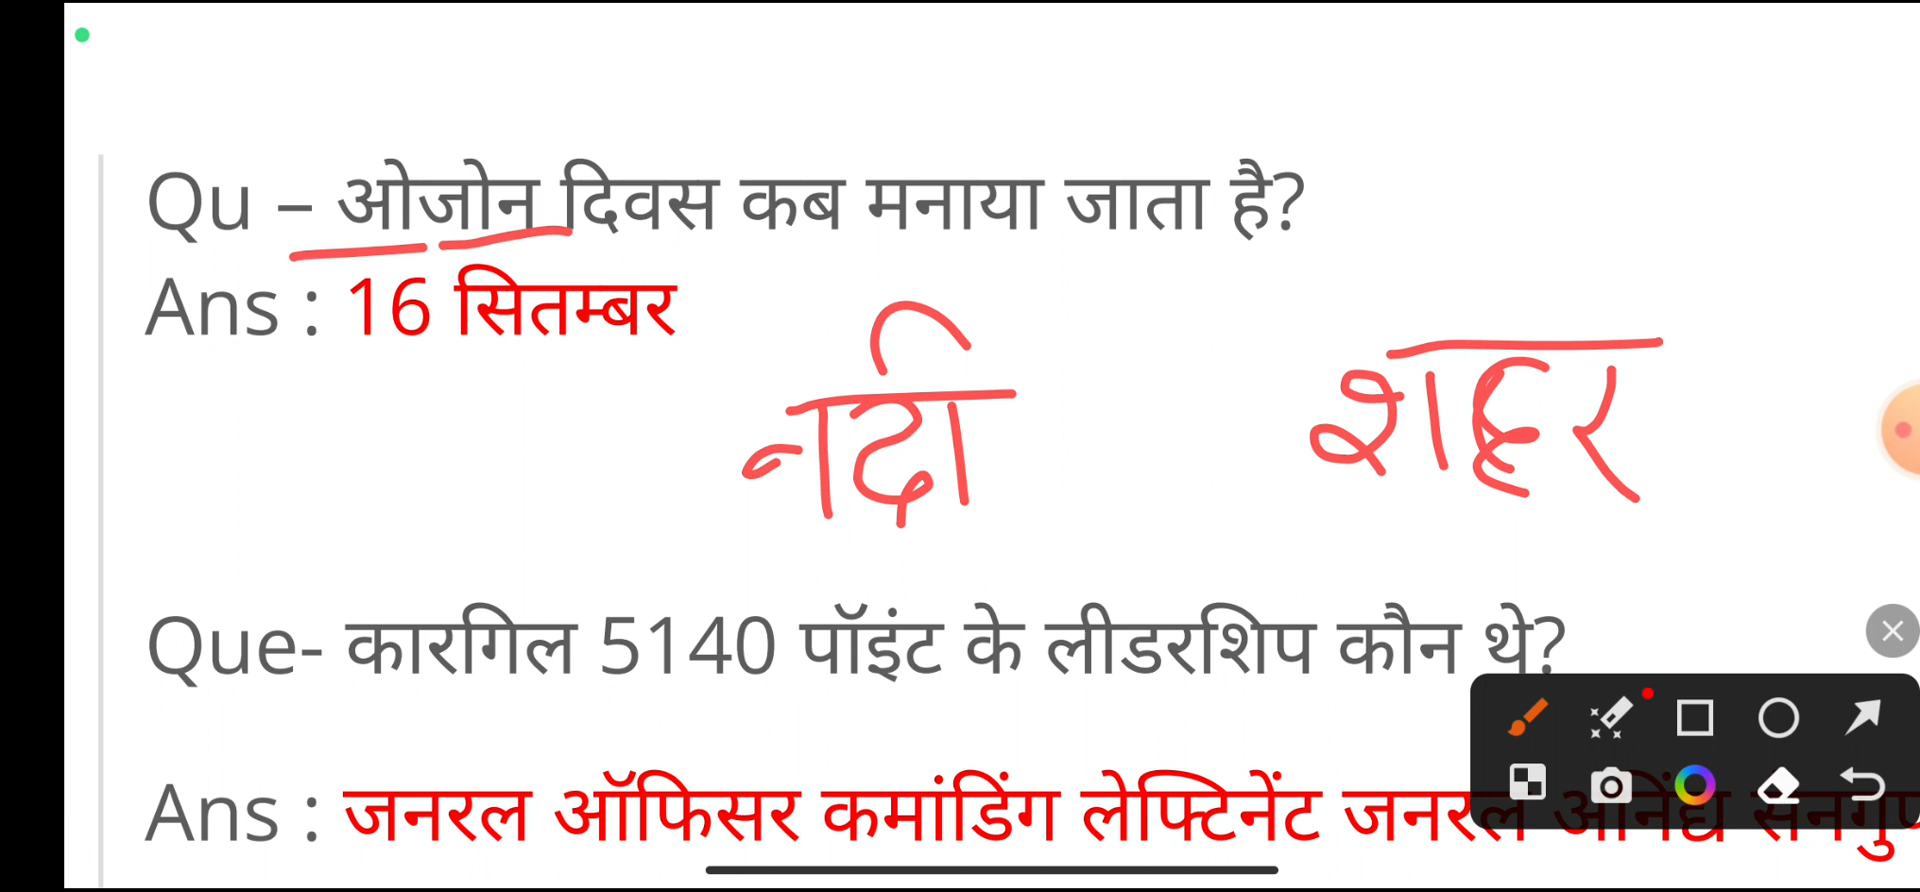 Qu – ओजोन दिवस कब मनाया जाता है?
Ans : 16 सितम्बर
नदी शहर
Que- कारगिल 5140 पॉइंट के लीडरशिप कौन थे?
Ans : जनरल ऑफिसर कमांडिंग लेफ्टिनेंट जनरल अनिंद्य